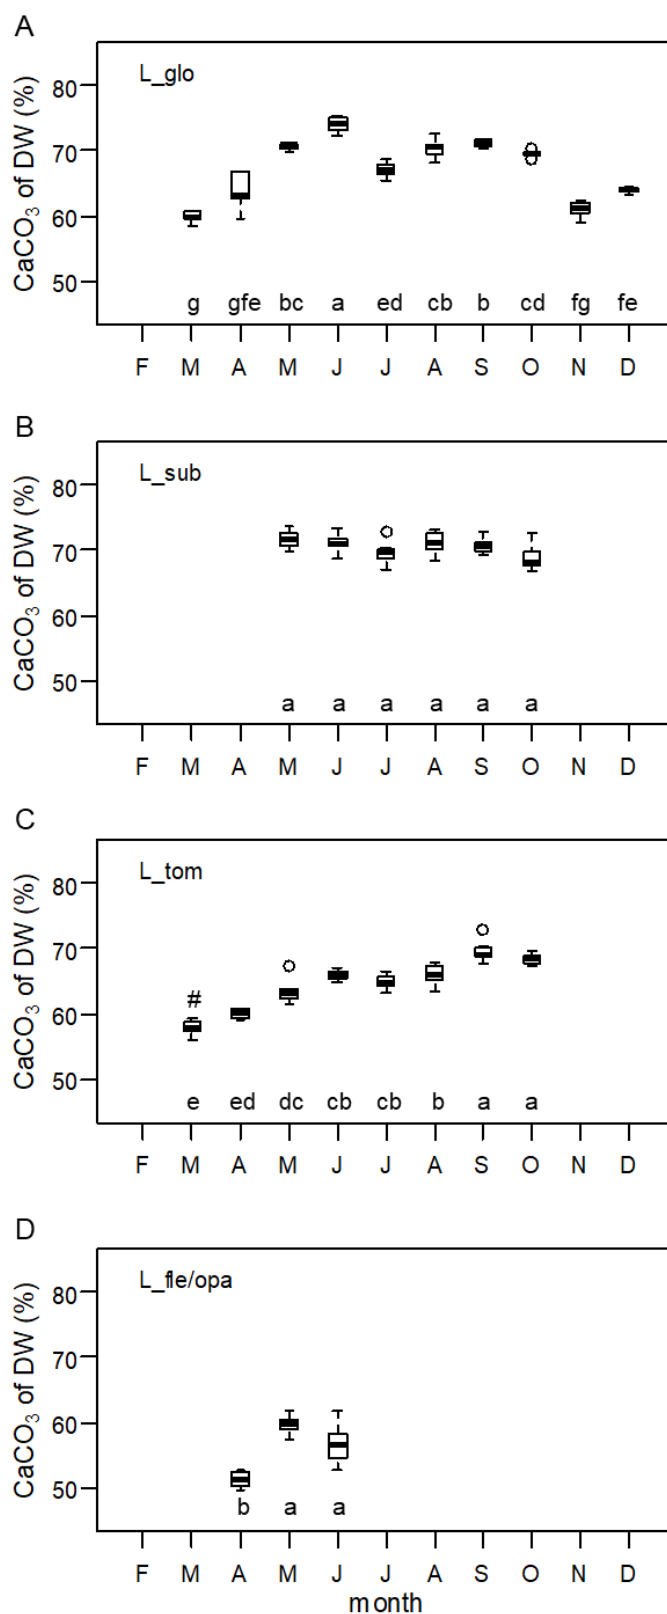 A
L_glo
CaCO₃ of DW (%)
80
70
60
50
g gfe bc a ed cb b cd fg fe
F M A M J J A S O N D
B
L_sub
CaCO₃ of DW (%)
80
70
60
50
a a a a a a
F M A M J J A S O N D
C
L_tom
CaCO₃ of DW (%)
80
70
60
50
#
e ed dc cb cb b a a
F M A M J J A S O N D
D
L_fle/opa
CaCO₃ of DW (%)
80
70
60
50
b a a
F M A M J J A S O N D
month